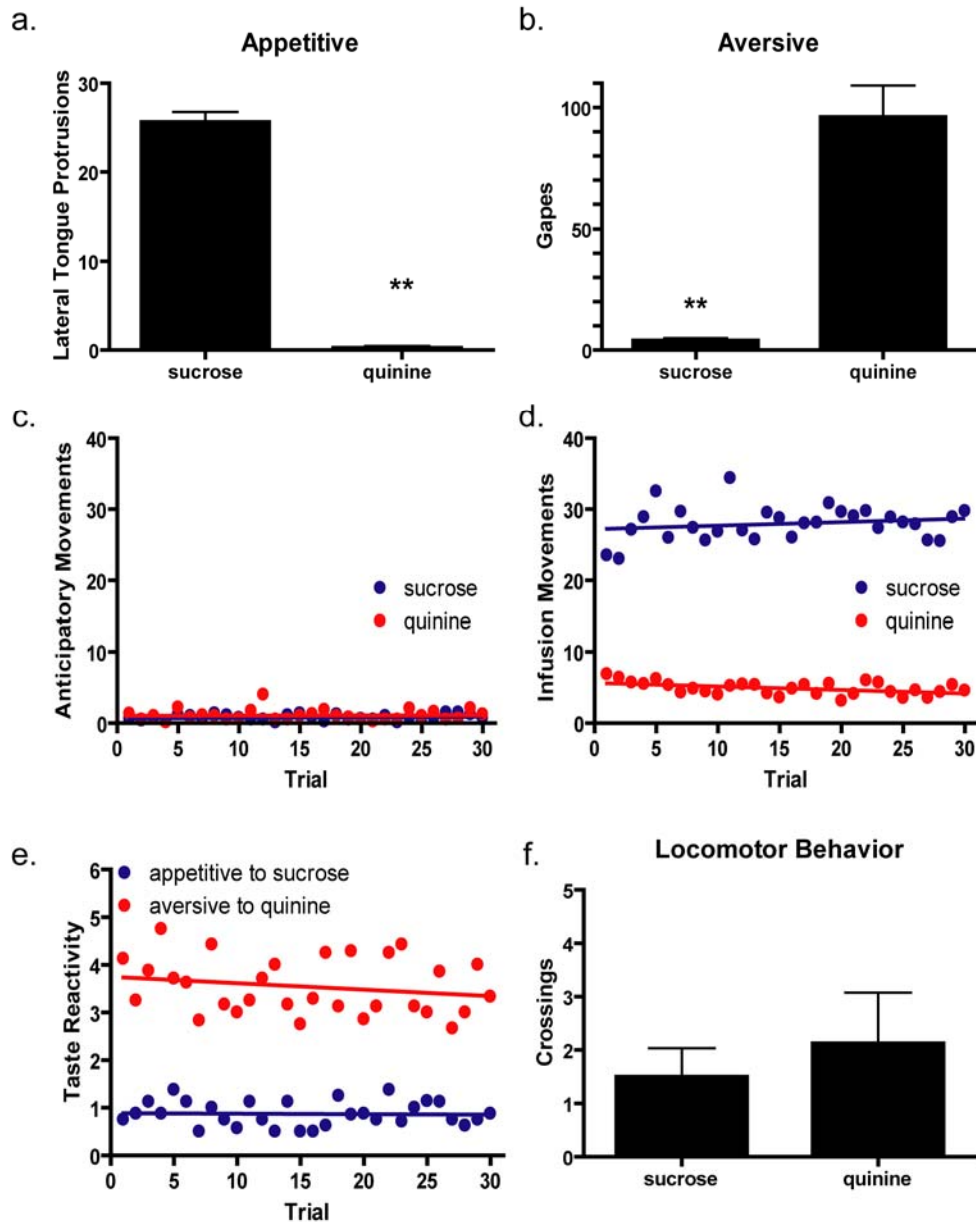 a.
Appetitive
Lateral Tongue Protrusions
30
20
10
0
**
sucrose
quinine
b.
Aversive
Gapes
100
50
0
**
sucrose
quinine
c.
Anticipatory Movements
40
30
20
10
0
sucrose
quinine
0 5 10 15 20 25 30
Trial
d.
Infusion Movements
40
30
20
10
0
sucrose
quinine
0 5 10 15 20 25 30
Trial
e.
appetitive to sucrose
aversive to quinine
Taste Reactivity
6
5
4
3
2
1
0
0 5 10 15 20 25 30
Trial
f.
Locomotor Behavior
Crossings
5
4
3
2
1
0
sucrose
quinine